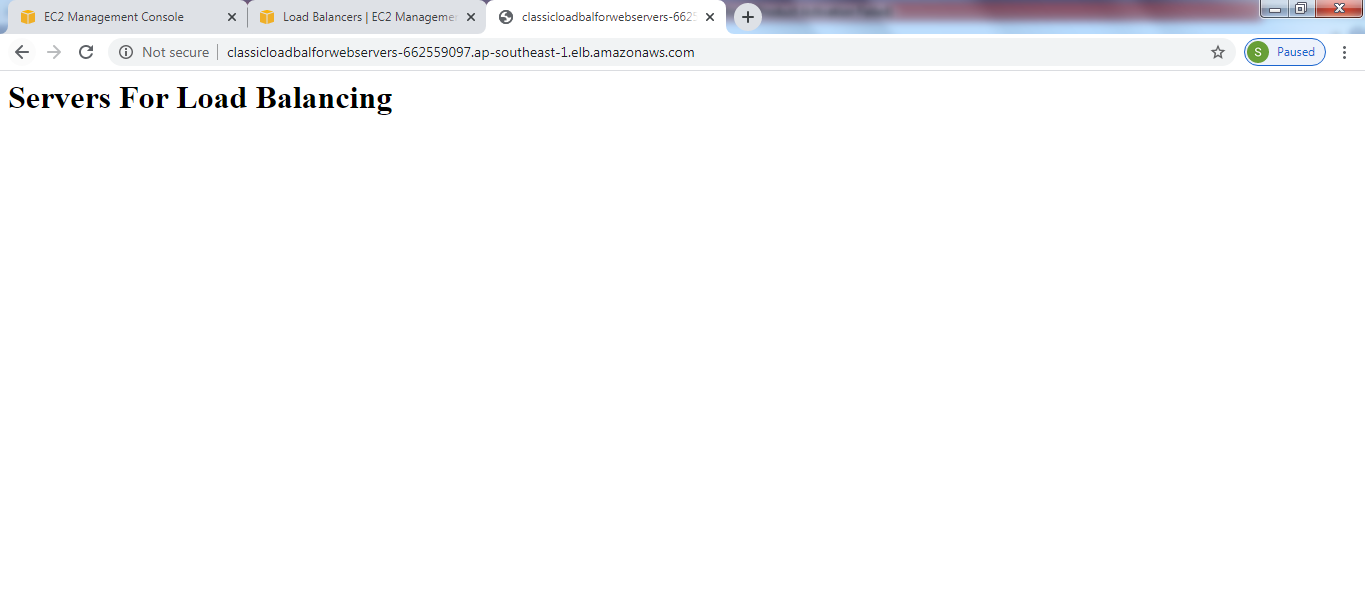 EC2 Management Console
Load Balancers | EC2 Manageme
classicloadbalforwebservers-662
Not secure
classicloadbalforwebservers-662559097.ap-southeast-1.elb.amazonaws.com
S
Paused
Servers For Load Balancing